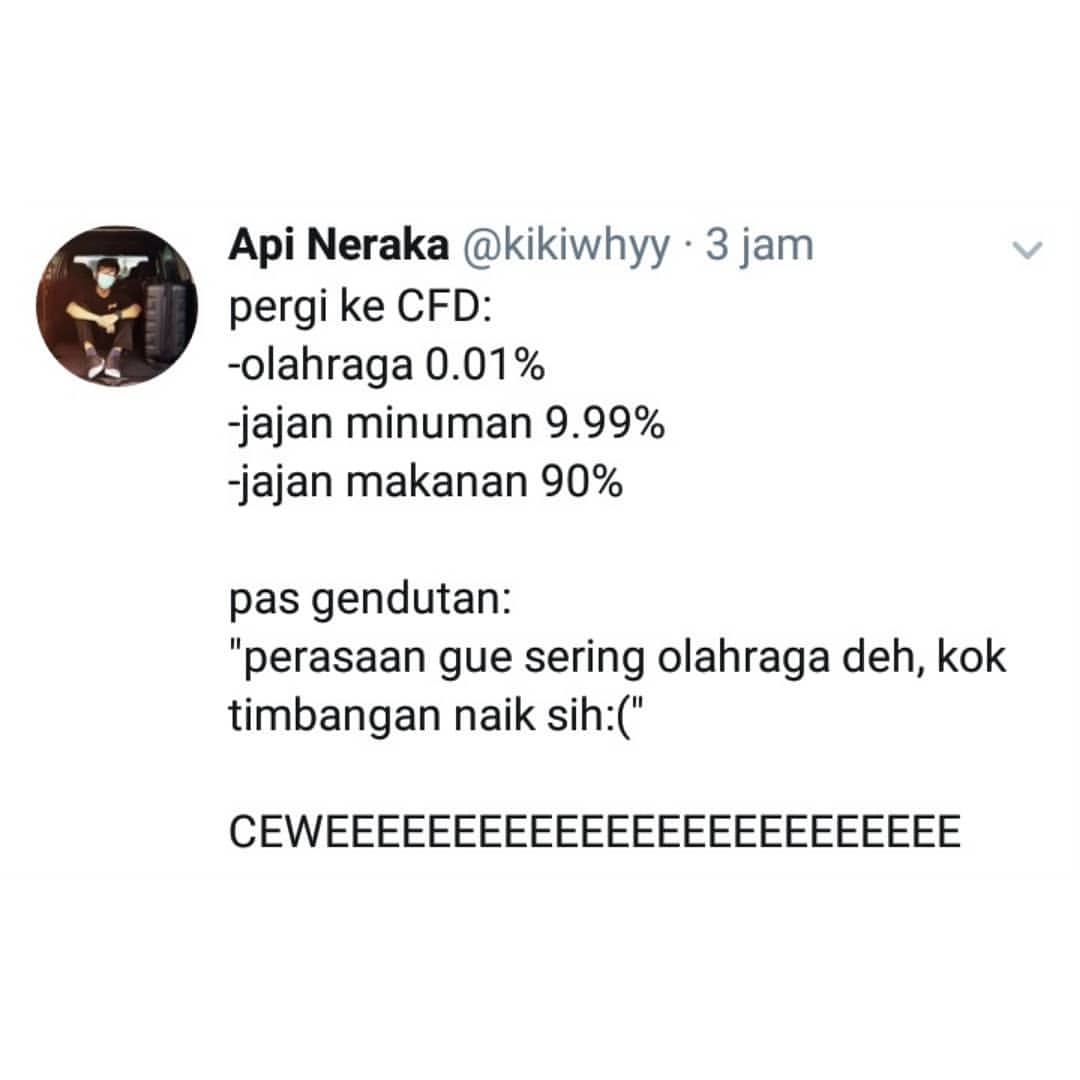 Api Neraka @kikiwhyy · 3 jam
pergi ke CFD:
-olahraga 0.01%
-jajan minuman 9.99%
-jajan makanan 90%
pas gendutan:
"perasaan gue sering olahraga deh, kok
timbangan naik sih:("
CEWEEEEEEEEEEEEEEEEEEEEEEEEE